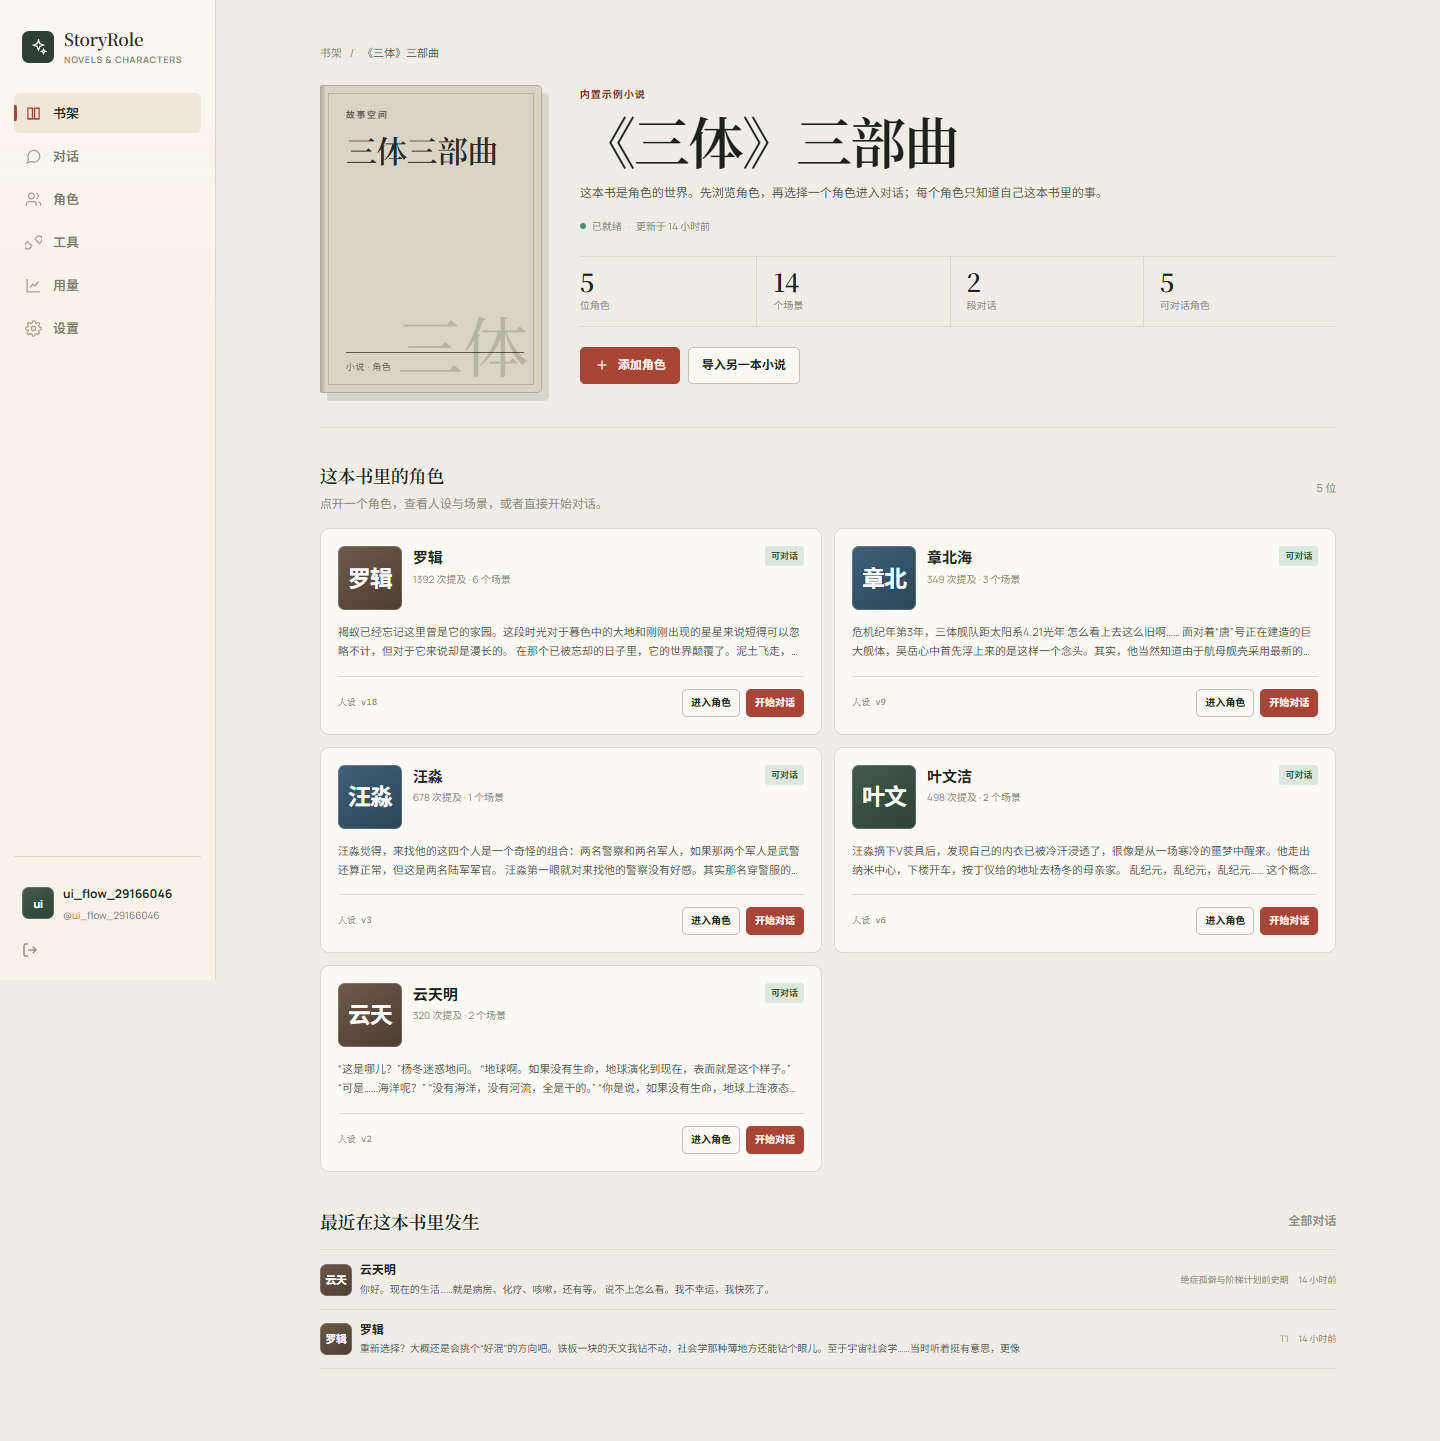 StoryRole
NOVELS & CHARACTERS
书架
对话
角色
工具
用量
设置
ui
ui_flow_29166046
@ui_flow_29166046
书架 / 《三体》三部曲
故事空间
三体三部曲
三体
小说 · 角色
内置示例小说
《三体》三部曲
这本书是角色的世界。先浏览角色，再选择一个角色进入对话；每个角色只知道自己这本书里的事。
已就绪 · 更新于 14 小时前
5
位角色
14
个场景
2
段对话
5
可对话角色
添加角色
导入另一本小说
这本书里的角色
点开一个角色，查看人设与场景，或者直接开始对话。
5 位
罗辑
罗辑
1392 次提及 · 6 个场景
可对话
褐蚁已经忘记这里曾是它的家园。这段时光对于暮色中的大地和刚刚出现的星星来说短得可以忽
略不计，但对于它来说却是漫长的。 在那个已被忘却的日子里，它的世界颠覆了。泥土飞走，...
人设 v18
进入角色
开始对话
章北
章北海
349 次提及 · 3 个场景
可对话
危机纪年第3年，三体舰队距太阳系4.21光年 怎么看上去这么旧啊…… 面对着“唐”号正在建造的巨
大舰体，吴岳心中首先浮上来的是这样一个念头。其实，他当然知道由于航母舰壳采用最新的...
人设 v9
进入角色
开始对话
汪淼
汪淼
678 次提及 · 1 个场景
可对话
汪淼觉得，来找他的这四个人是一个奇怪的组合：两名警察和两名军人，如果那两个军人是武警
还算正常，但这是两名陆军军官。 汪淼第一眼就对来找他的警察没有好感。其实那名穿警服的...
人设 v3
进入角色
开始对话
叶文
叶文洁
498 次提及 · 2 个场景
可对话
汪淼摘下V装具后，发现自己的内衣已被冷汗浸透了，很像是从一场寒冷的噩梦中醒来。他走出
纳米中心，下楼开车，按丁仪给的地址去杨冬的母亲家。 乱纪元，乱纪元，乱纪元…… 这个概念...
人设 v6
进入角色
开始对话
云天
云天明
320 次提及 · 2 个场景
可对话
“这是哪儿？”杨冬迷惑地问。 “地球啊。如果没有生命，地球演化到现在，表面就是这个样子。”
“可是……海洋呢？” “没有海洋，没有河流，全是干的。” “你是说，如果没有生命，地球上连液态...
人设 v2
进入角色
开始对话
最近在这本书里发生
全部对话
云天
云天明
你好。现在的生活……就是病房、化疗、咳嗽，还有等。 说不上怎么看。我不幸运，我快死了。
绝症孤僻与阶梯计划前史期 14 小时前
罗辑
罗辑
重新选择？大概还是会挑个“好混”的方向吧。铁板一块的天文我钻不动，社会学那种薄地方还能钻个眼儿。至于宇宙社会学……当时听着挺有意思，更像
T1 14 小时前